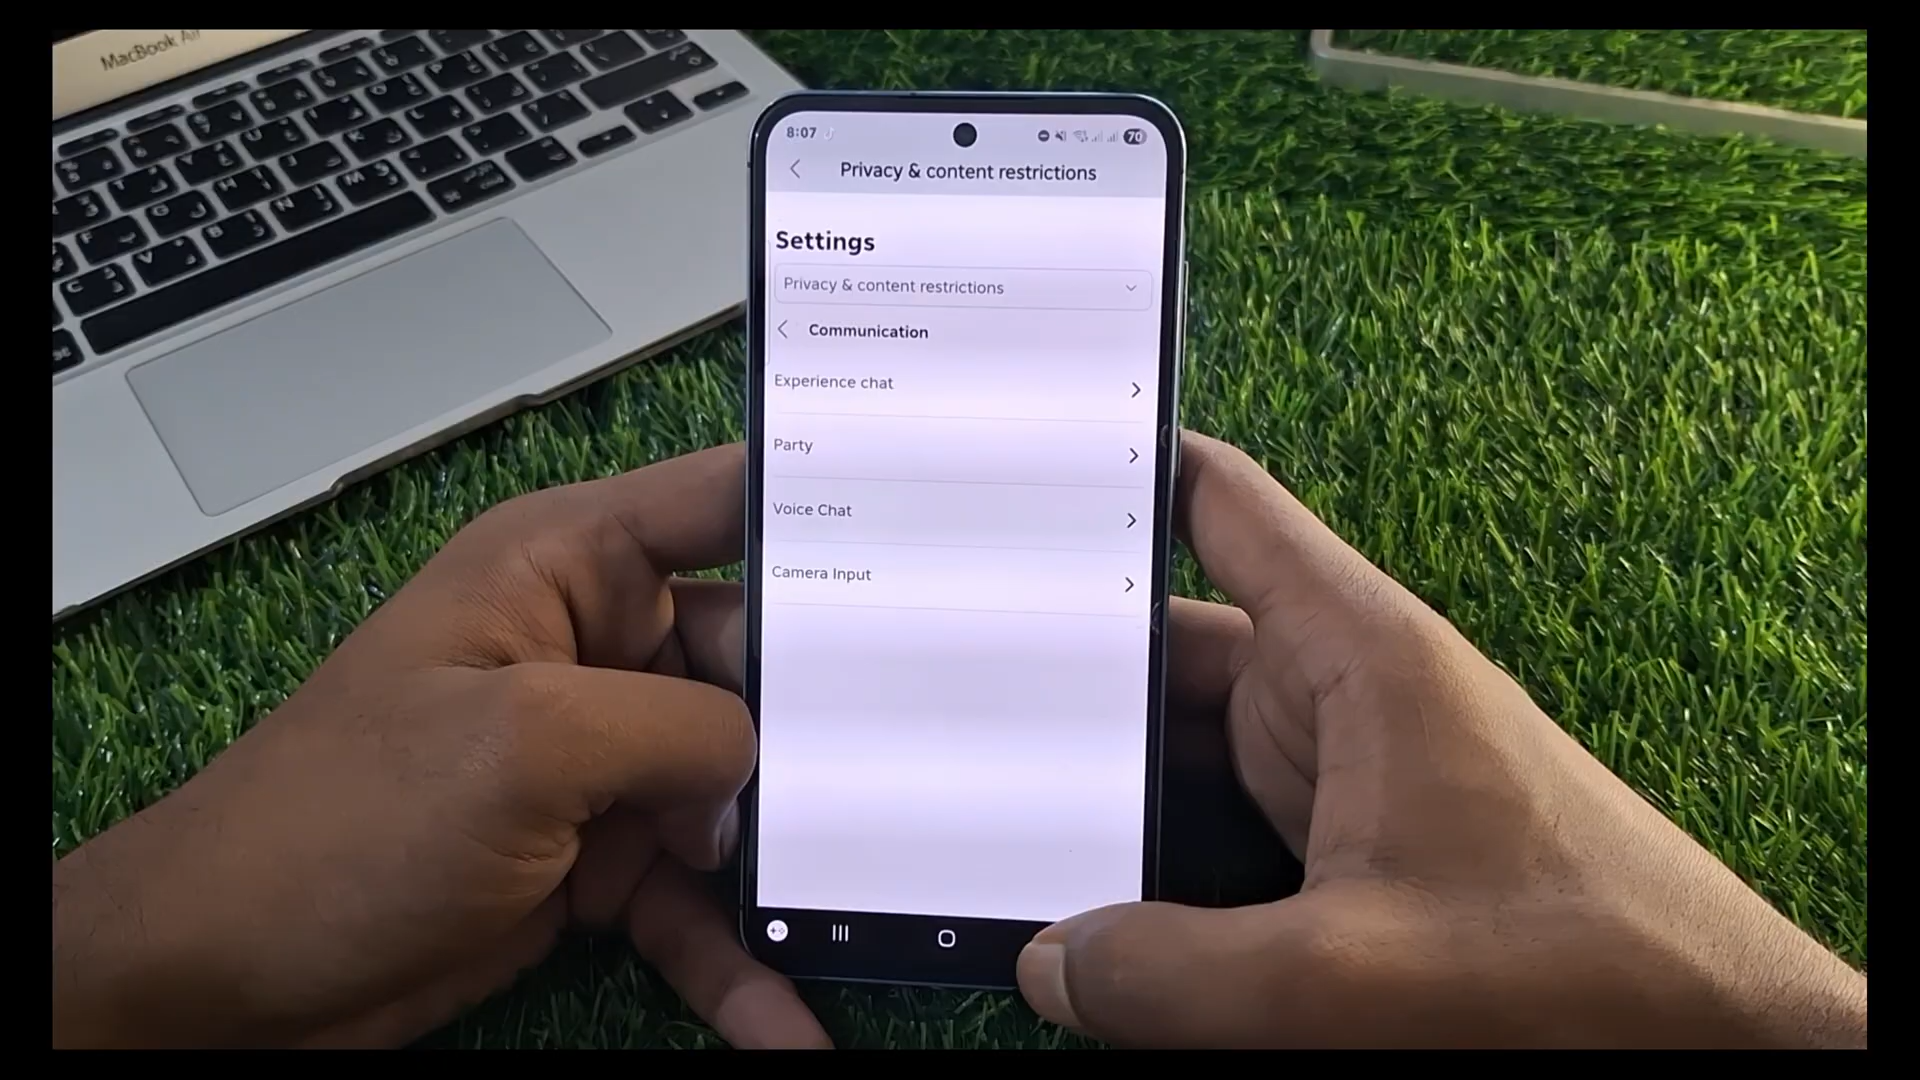 MacBook Air
8:07
70
Privacy & content restrictions
Settings
Privacy & content restrictions
Communication
Experience chat
Party
Voice Chat
Camera Input